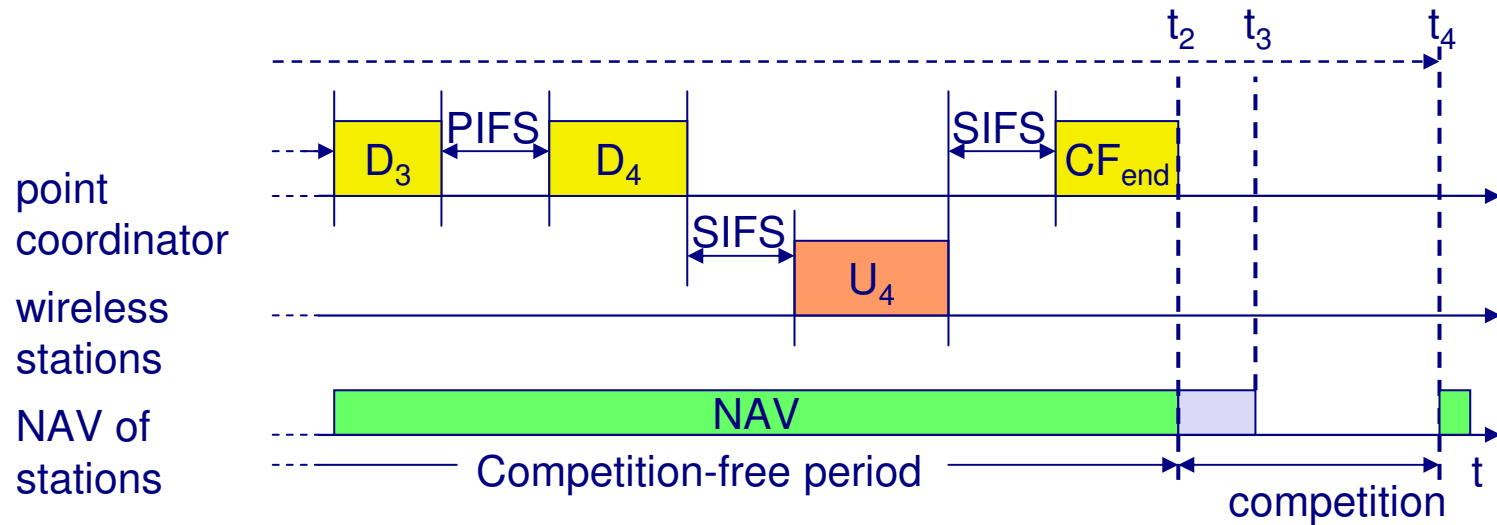 t2 t3 t4
PIFS SIFS
D3 D4 CFend
point
coordinator
SIFS
U4
wireless
stations
NAV
NAV of
stations
Competition-free period t
competition